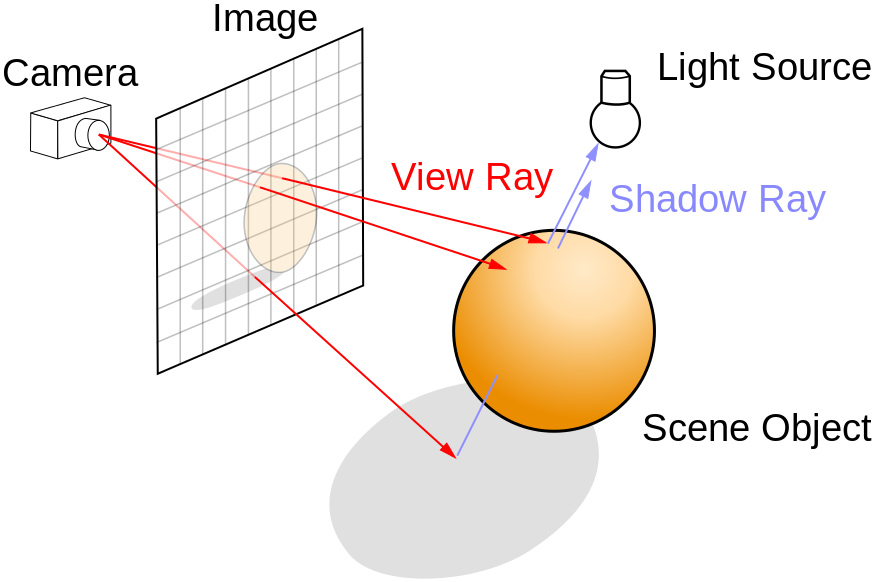 Image
Camera
Light Source
View Ray
Shadow Ray
Scene Object